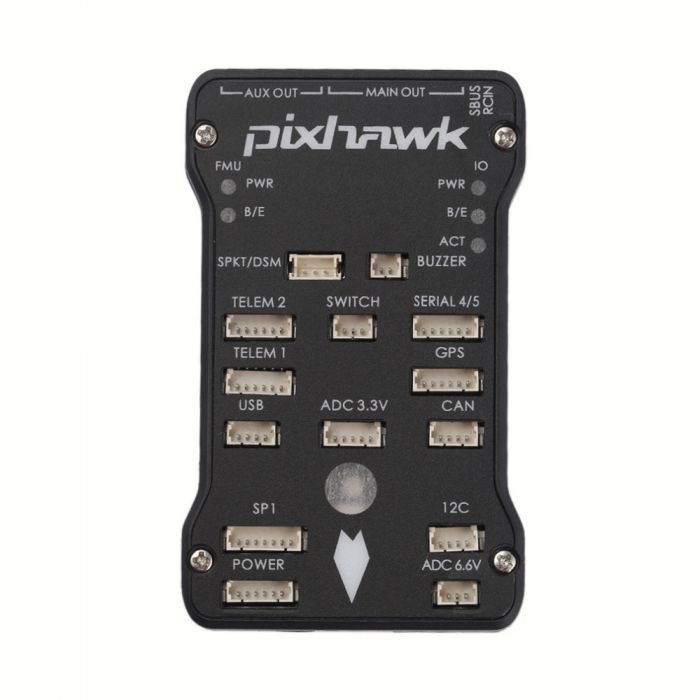 AUX OUT MAIN OUT SBUS
RCIN
pixhawk
FMU IO
PWR PWR
B/E B/E
ACT
SPKT/DSM BUZZER
TELEM 2 SWITCH SERIAL 4/5
TELEM 1 GPS
USB ADC 3.3V CAN
SP1 12C
POWER ADC 6.6V